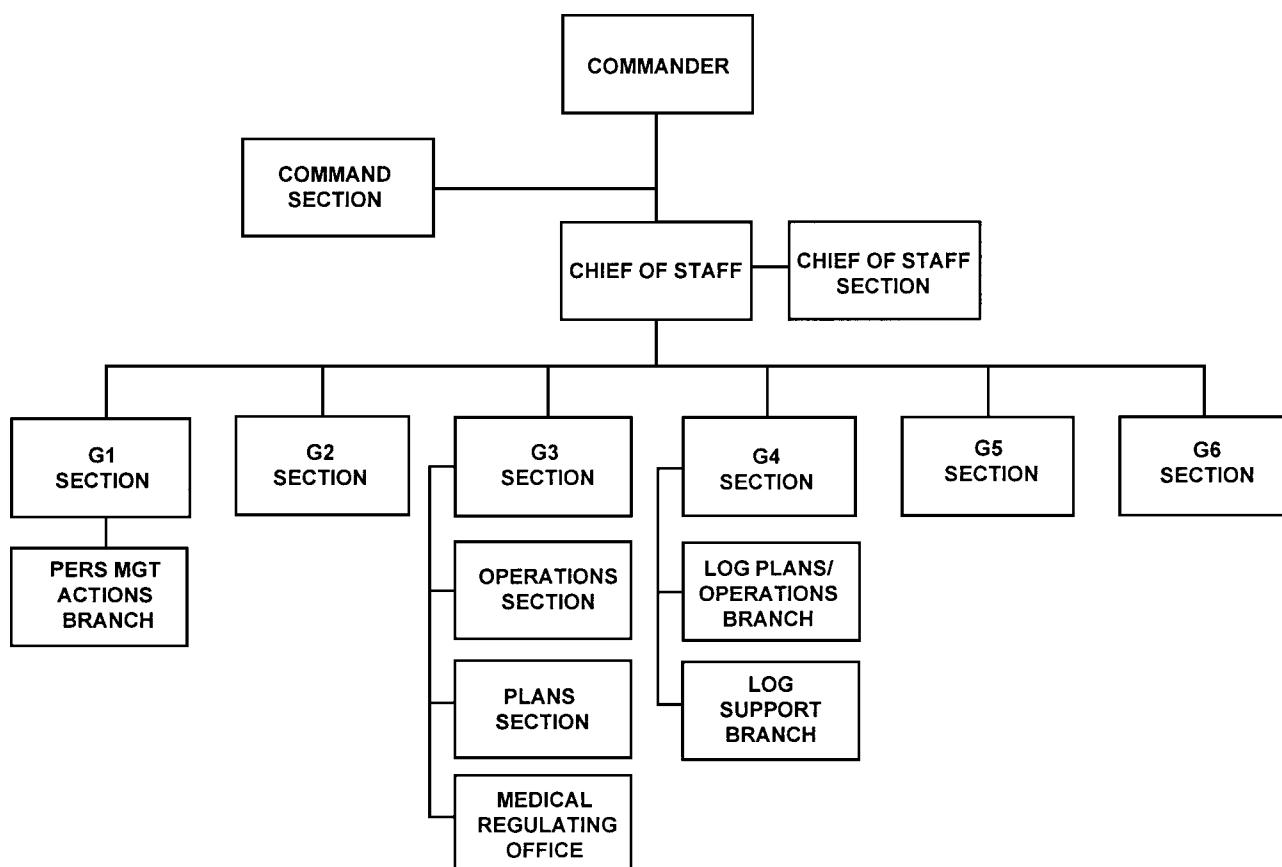 COMMANDER
COMMAND
SECTION
CHIEF OF STAFF
CHIEF OF STAFF
SECTION
G1
SECTION
G2
SECTION
G3
SECTION
G4
SECTION
G5
SECTION
G6
SECTION
PERS MGT
ACTIONS
BRANCH
OPERATIONS
SECTION
LOG PLANS/
OPERATIONS
BRANCH
PLANS
SECTION
LOG
SUPPORT
BRANCH
MEDICAL
REGULATING
OFFICE